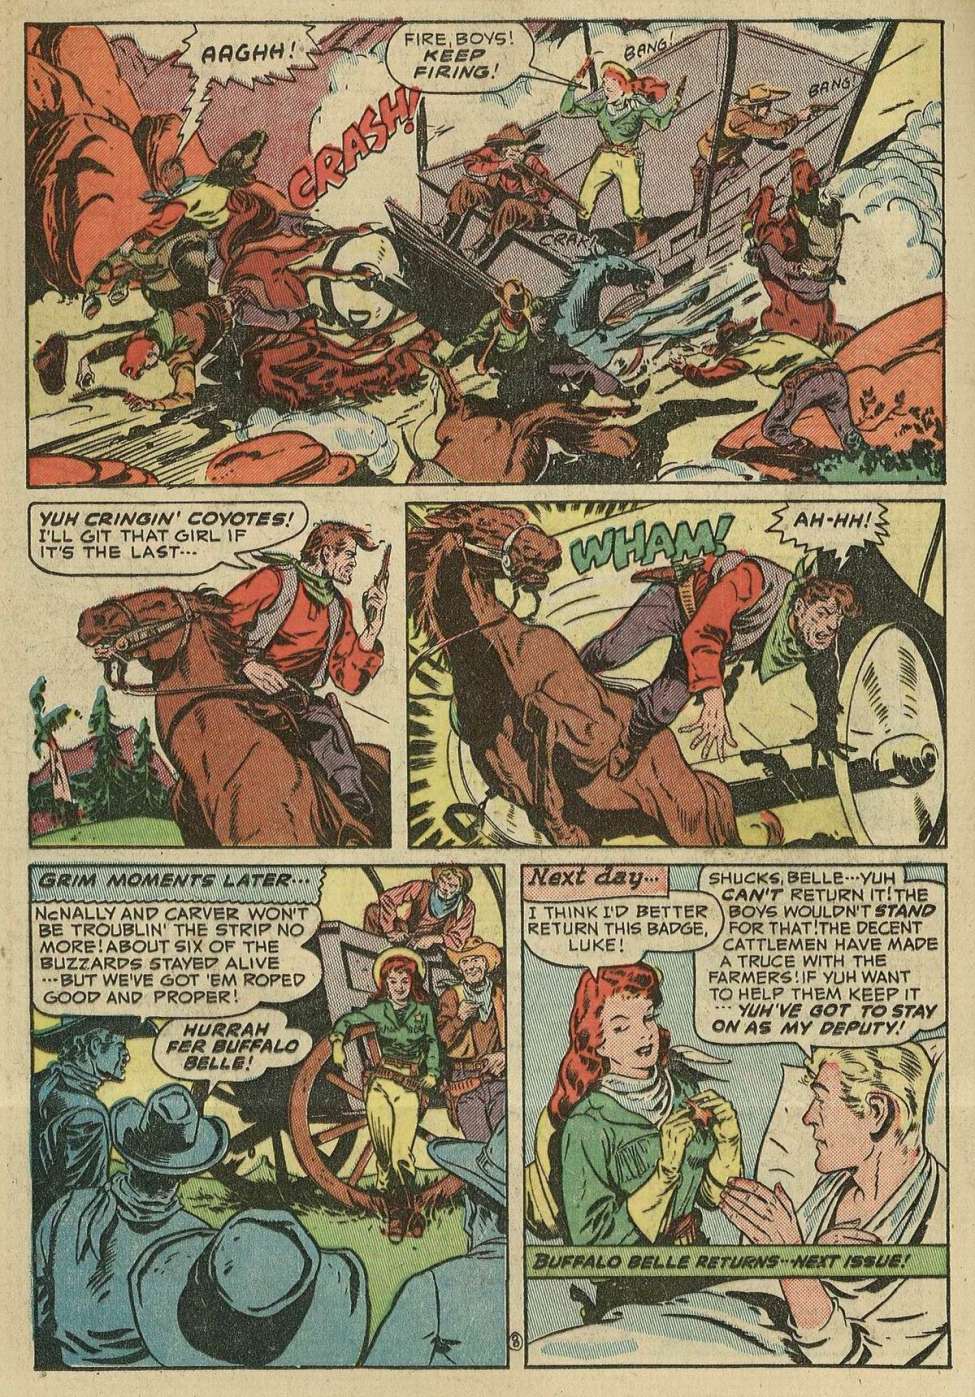 AAGHH!
FIRE, BOYS!
KEEP
FIRING!
BANG!
BANG!
CRASH!
CRAK!
YUH CRINGIN' COYOTES!
I'LL GIT THAT GIRL IF
IT'S THE LAST---
WHAM!
AH-HH!
GRIM MOMENTS LATER---
McNALLY AND CARVER WON'T
BE TROUBLIN' THE STRIP NO
MORE! ABOUT SIX OF THE
BUZZARDS STAYED ALIVE
---BUT WE'VE GOT 'EM ROPED
GOOD AND PROPER!
HURRAH
FER BUFFALO
BELLE!
Next day---
I THINK I'D BETTER
RETURN THIS BADGE,
LUKE!
SHUCKS, BELLE---YUH
CAN'T RETURN IT! THE
BOYS WOULDN'T STAND
FOR THAT! THE DECENT
CATTLEMEN HAVE MADE
A TRUCE WITH THE
FARMERS! IF YUH WANT
TO HELP THEM KEEP IT
--- YUH'VE GOT TO STAY
ON AS MY DEPUTY!
BUFFALO BELLE RETURNS---NEXT ISSUE!
8